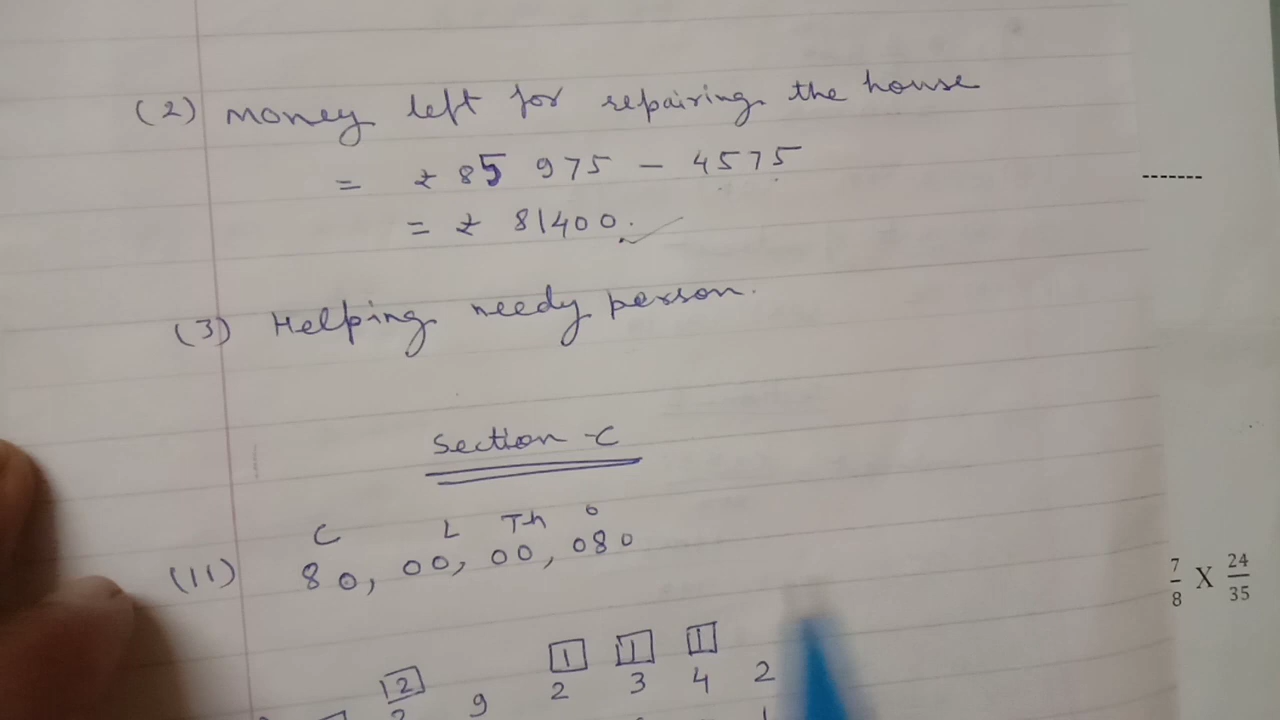 (2) Money left for repairing the house
= ₹ 85 975 - 4575
= ₹ 81400.
(3) Helping needy person.
Section -C
C L Th O
(11) 80, 00, 00, 080
1 1 1
2
9 2 3 4 2
--------
7/8 X 24/35